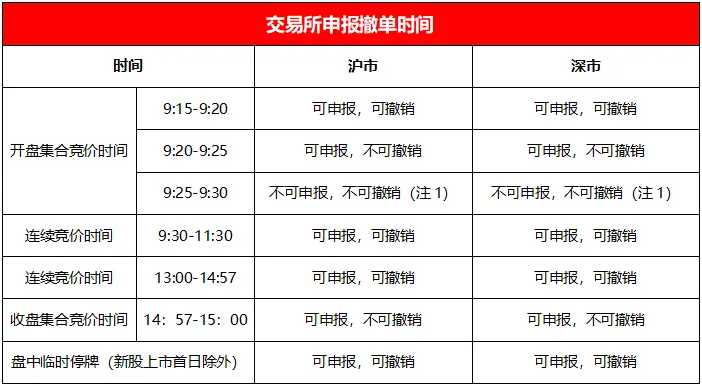 交易所申报撤单时间
时间 沪市 深市
开盘集合竞价时间 9:15-9:20 可申报，可撤销 可申报，可撤销
9:20-9:25 可申报，不可撤销 可申报，不可撤销
9:25-9:30 不可申报，不可撤销（注1） 不可申报，不可撤销（注1）
连续竞价时间 9:30-11:30 可申报，可撤销 可申报，可撤销
连续竞价时间 13:00-14:57 可申报，可撤销 可申报，可撤销
收盘集合竞价时间 14：57-15：00 可申报，不可撤销 可申报，不可撤销
盘中临时停牌（新股上市首日除外） 可申报，可撤销 可申报，可撤销